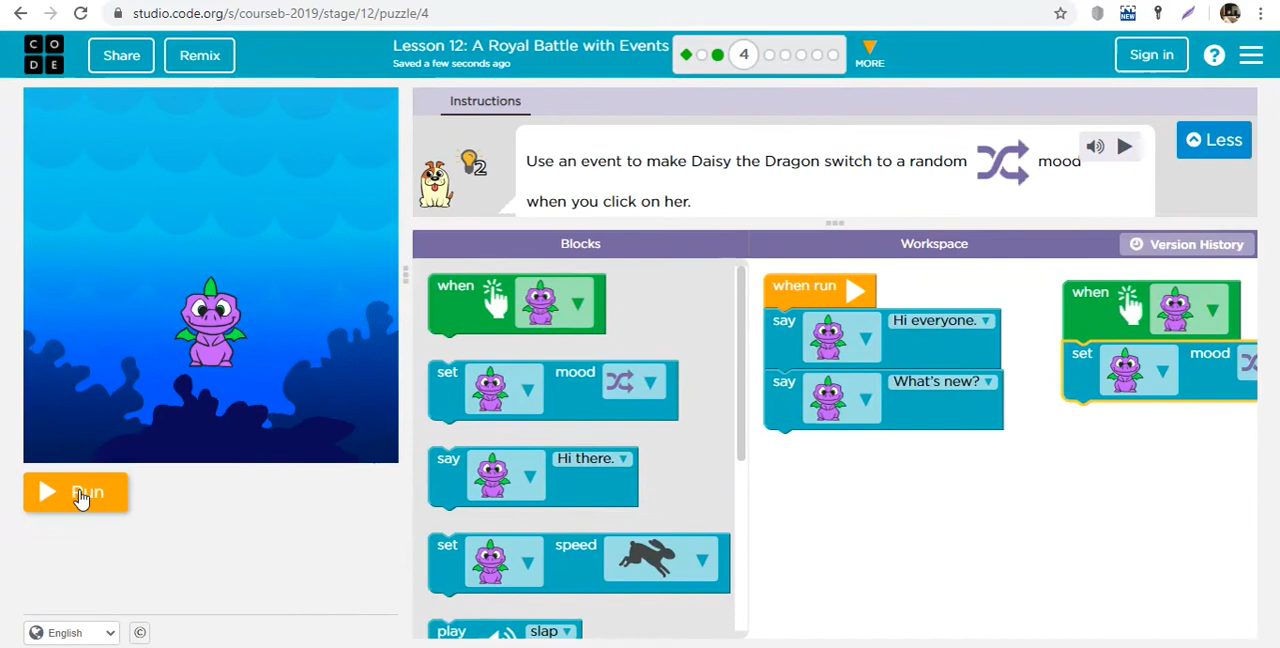 studio.code.org/s/courseb-2019/stage/12/puzzle/4
NEW
C O
D E
Share
Remix
Lesson 12: A Royal Battle with Events
Saved a few seconds ago
4
MORE
Sign in
?
Instructions
2
Use an event to make Daisy the Dragon switch to a random mood
when you click on her.
Less
Blocks
Workspace
Version History
when
set mood
say Hi there.
set speed
play slap
when run
say Hi everyone.
say What's new?
when
set mood
Run
English
©